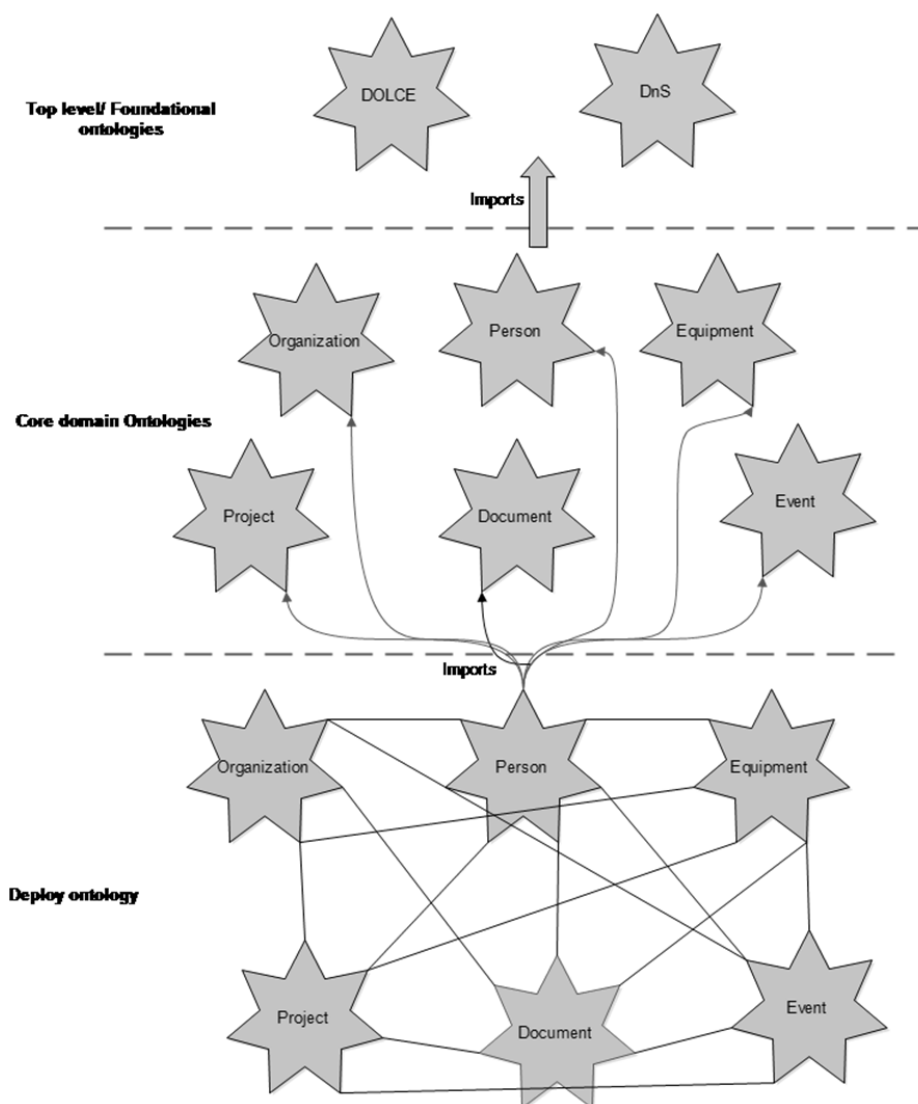 DOLCE
DnS
Top level/ Foundational
ontologies
Imports
Organization
Person
Equipment
Core domain Ontologies
Project
Document
Event
Imports
Organization
Person
Equipment
Deploy ontology
Project
Document
Event